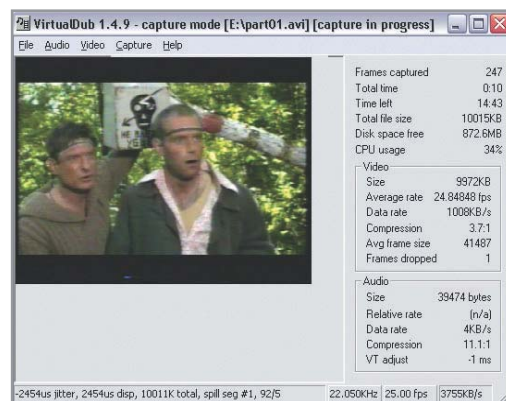 VirtualDub 1.4.9 - capture mode [E:\part01.avi] [capture in progress]
File Audio Video Capture Help
Frames captured 247
Total time 0:10
Time left 14:43
Total file size 10015KB
Disk space free 872.6MB
CPU usage 34%
Video
Size 9972KB
Average rate 24.84848 fps
Data rate 1008KB/s
Compression 3.7:1
Avg frame size 41487
Frames dropped 1
Audio
Size 39474 bytes
Relative rate (n/a)
Data rate 4KB/s
Compression 11.1:1
VT adjust -1 ms
НЕ
-2454us jitter, 2454us disp, 10011K total, spill seg #1, 92/5 22.050KHz 25.00 fps 3755KB/s